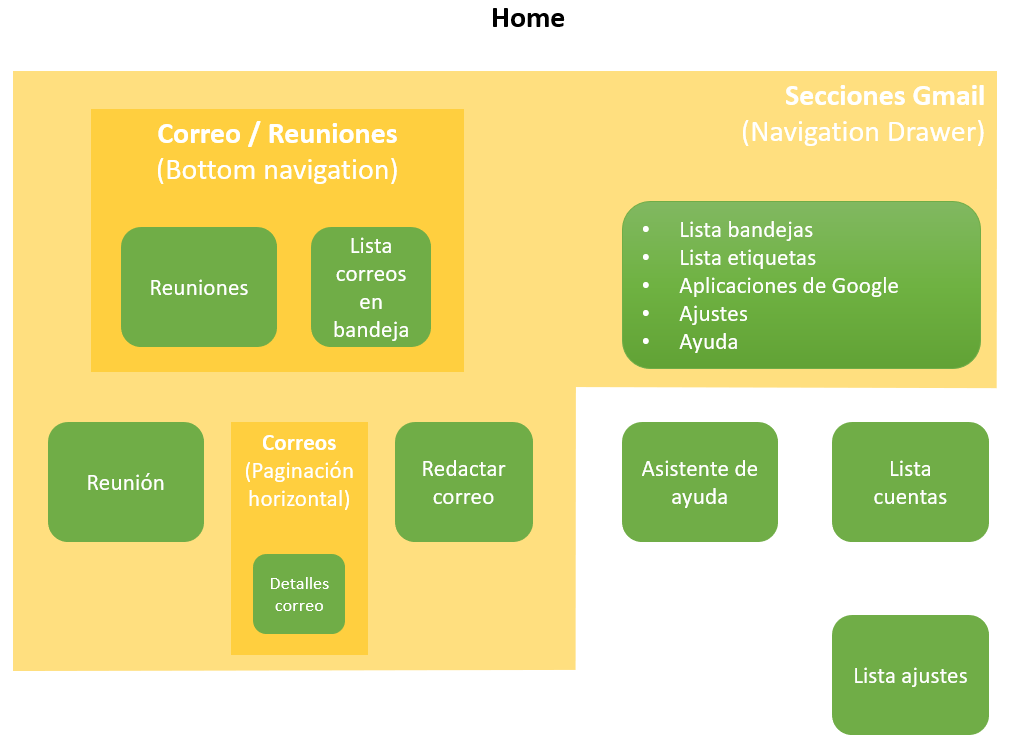 Home
Secciones Gmail
(Navigation Drawer)
Correo / Reuniones
(Bottom navigation)
Reuniones
Lista
correos
en
bandeja
• Lista bandejas
• Lista etiquetas
• Aplicaciones de Google
• Ajustes
• Ayuda
Reunión
Correos
(Paginación
horizontal)
Detalles
correo
Redactar
correo
Asistente de
ayuda
Lista
cuentas
Lista ajustes